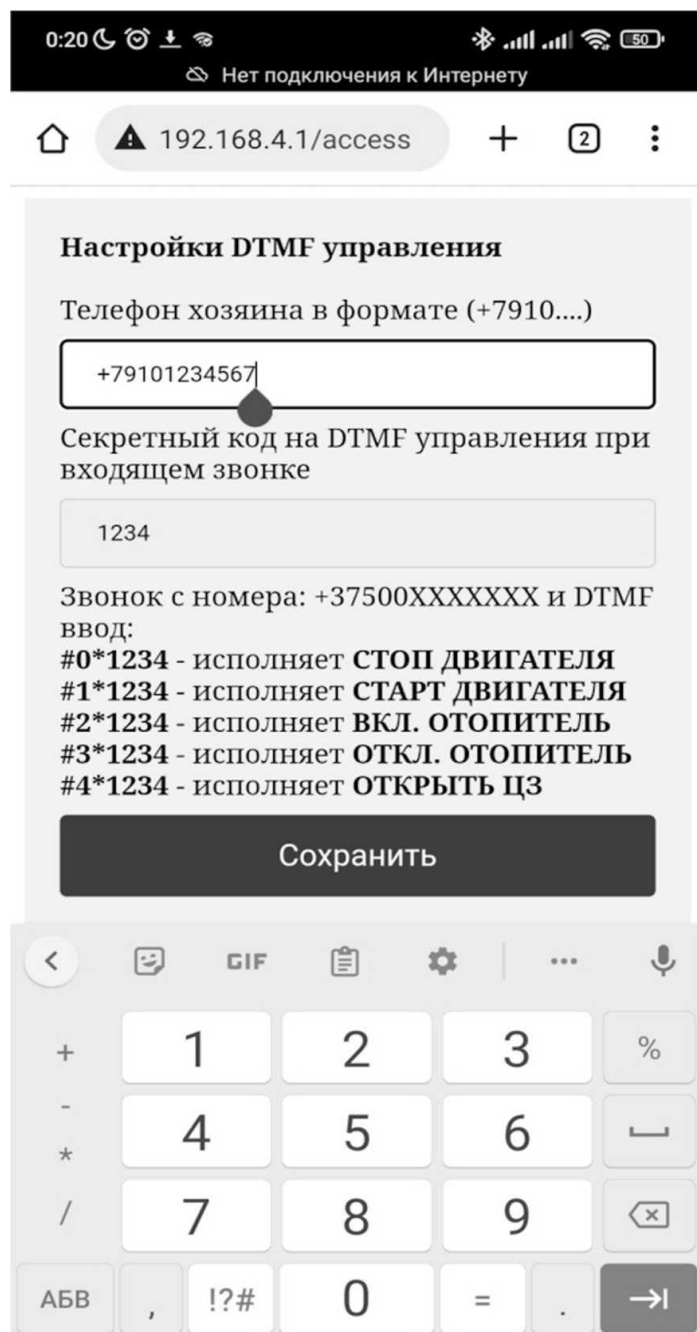 0:20
50
Нет подключения к Интернету
192.168.4.1/access
2
Настройки DTMF управления
Телефон хозяина в формате (+7910....)
+79101234567
Секретный код на DTMF управления при
входящем звонке
1234
Звонок с номера: +37500XXXXXXX и DTMF
ввод:
#0*1234 - исполняет СТОП ДВИГАТЕЛЯ
#1*1234 - исполняет СТАРТ ДВИГАТЕЛЯ
#2*1234 - исполняет ВКЛ. ОТОПИТЕЛЬ
#3*1234 - исполняет ОТКЛ. ОТОПИТЕЛЬ
#4*1234 - исполняет ОТКРЫТЬ ЦЗ
Сохранить
GIF
+ 1 2 3 %
-
* 4 5 6
/ 7 8 9
АБВ , !?# 0 = .